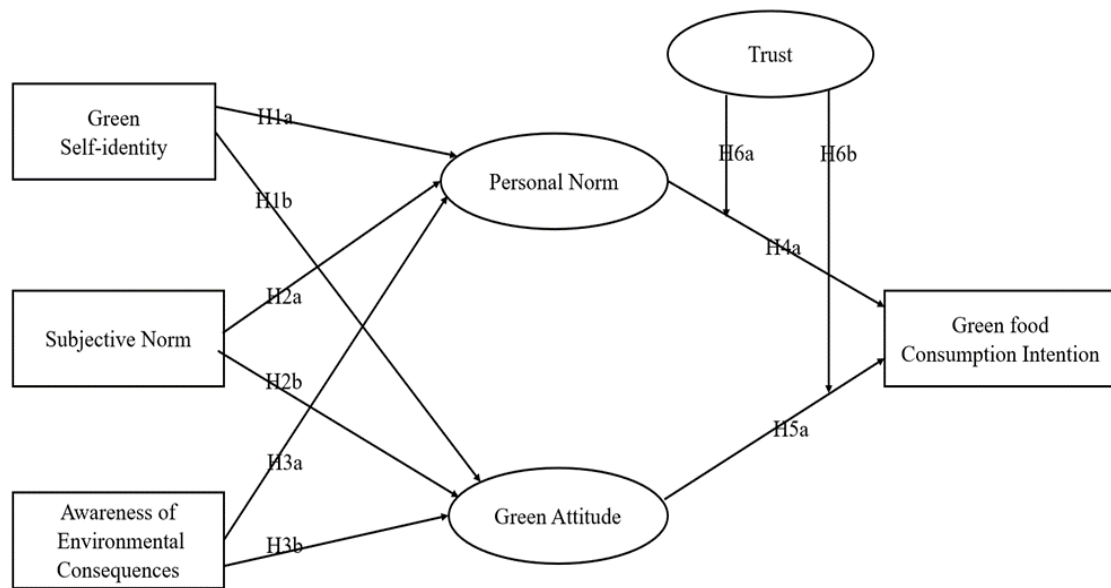 Trust
Green
Self-identity
H1a
H6a
H6b
Personal Norm
H1b
H4a
H2a
Subjective Norm
Green food
Consumption Intention
H2b
H5a
H3a
Awareness of
Environmental
Consequences
Green Attitude
H3b